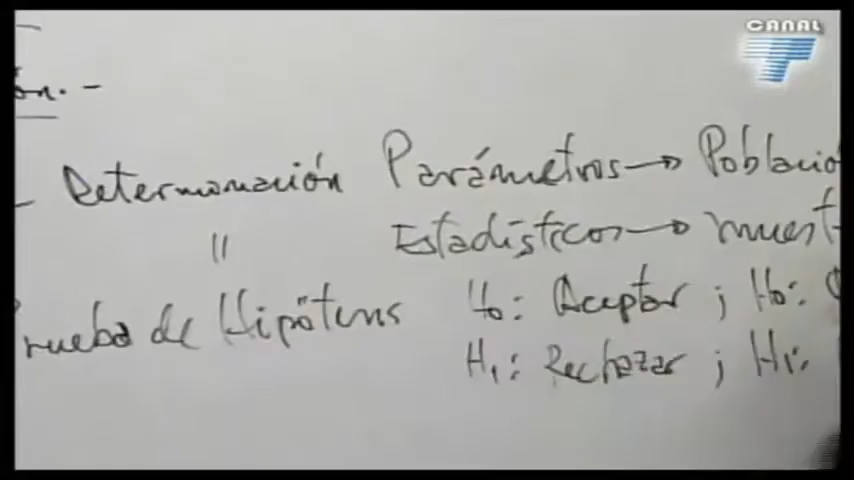 CANAL
T
ón.-
- Determinación Parámetros → Població
" Estadísticos → muest
rueba de Hipótesis Ho: Aceptar ; Ho:
H1: Rechazar ; H1: